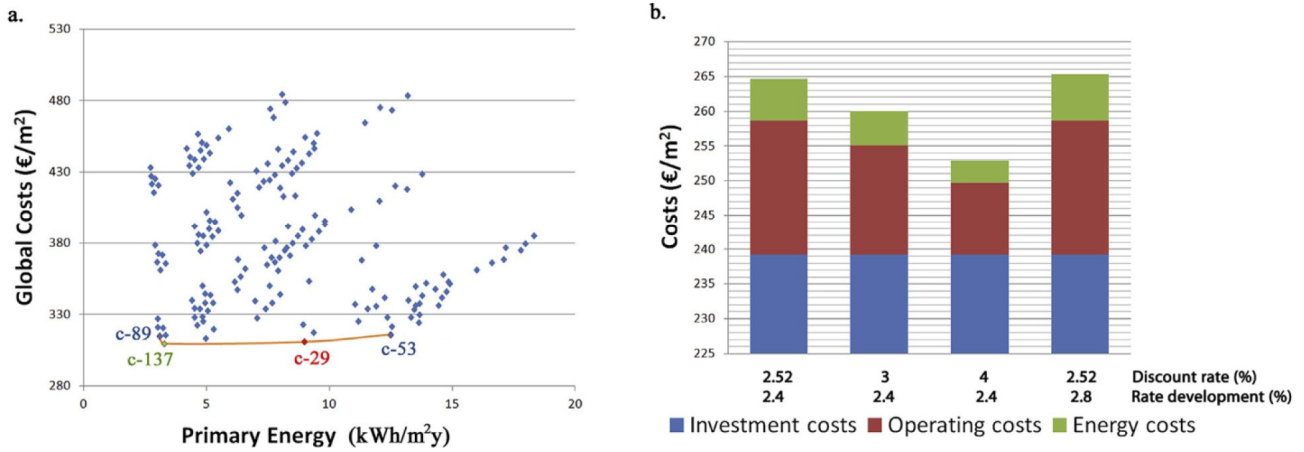 a.
Global Costs (€/m²)
530
480
430
380
330
280
c-89
c-137
c-29
c-53
0 5 10 15 20
Primary Energy (kWh/m²y)
b.
Costs (€/m²)
270
265
260
255
250
245
240
235
230
225
2.52 3 4 2.52 Discount rate (%)
2.4 2.4 2.4 2.8 Rate development (%)
Investment costs Operating costs Energy costs